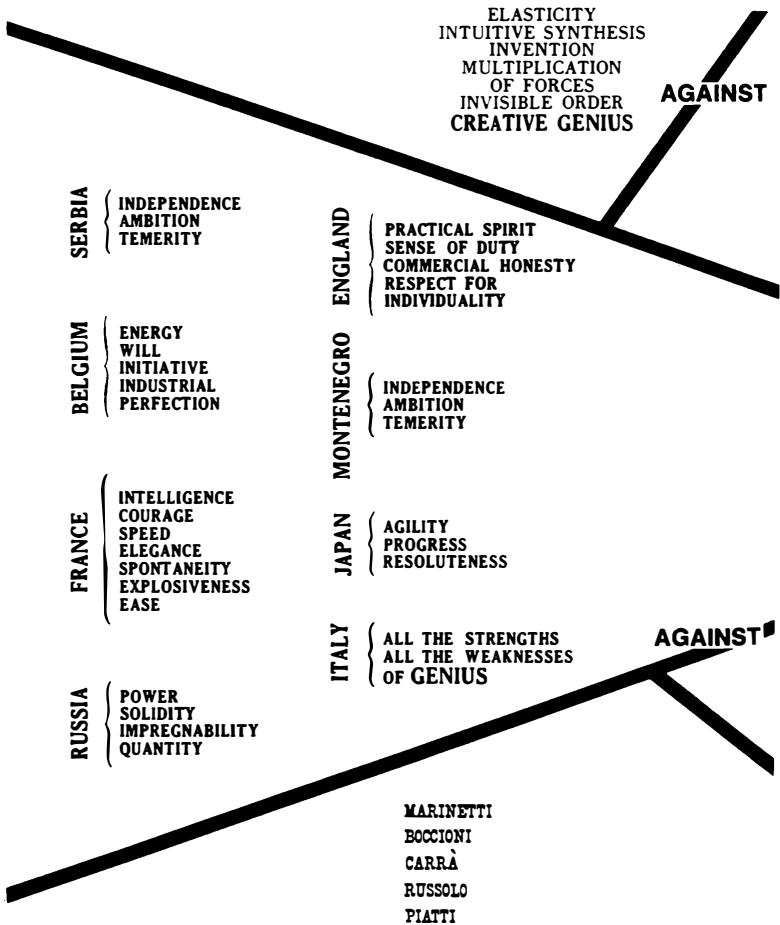 ELASTICITY
INTUITIVE SYNTHESIS
INVENTION
MULTIPLICATION
OF FORCES
INVISIBLE ORDER
CREATIVE GENIUS
AGAINST
SERBIA
INDEPENDENCE
AMBITION
TEMERITY
BELGIUM
ENERGY
WILL
INITIATIVE
INDUSTRIAL
PERFECTION
FRANCE
INTELLIGENCE
COURAGE
SPEED
ELEGANCE
SPONTANEITY
EXPLOSIVENESS
EASE
RUSSIA
POWER
SOLIDITY
IMPREGNABILITY
QUANTITY
ENGLAND
PRACTICAL SPIRIT
SENSE OF DUTY
COMMERCIAL HONESTY
RESPECT FOR
INDIVIDUALITY
MONTENEGRO
INDEPENDENCE
AMBITION
TEMERITY
JAPAN
AGILITY
PROGRESS
RESOLUTENESS
ITALY
ALL THE STRENGTHS
ALL THE WEAKNESSES
OF GENIUS
AGAINST
MARINETTI
BOCCIONI
CARRÀ
RUSSOLO
PIATTI